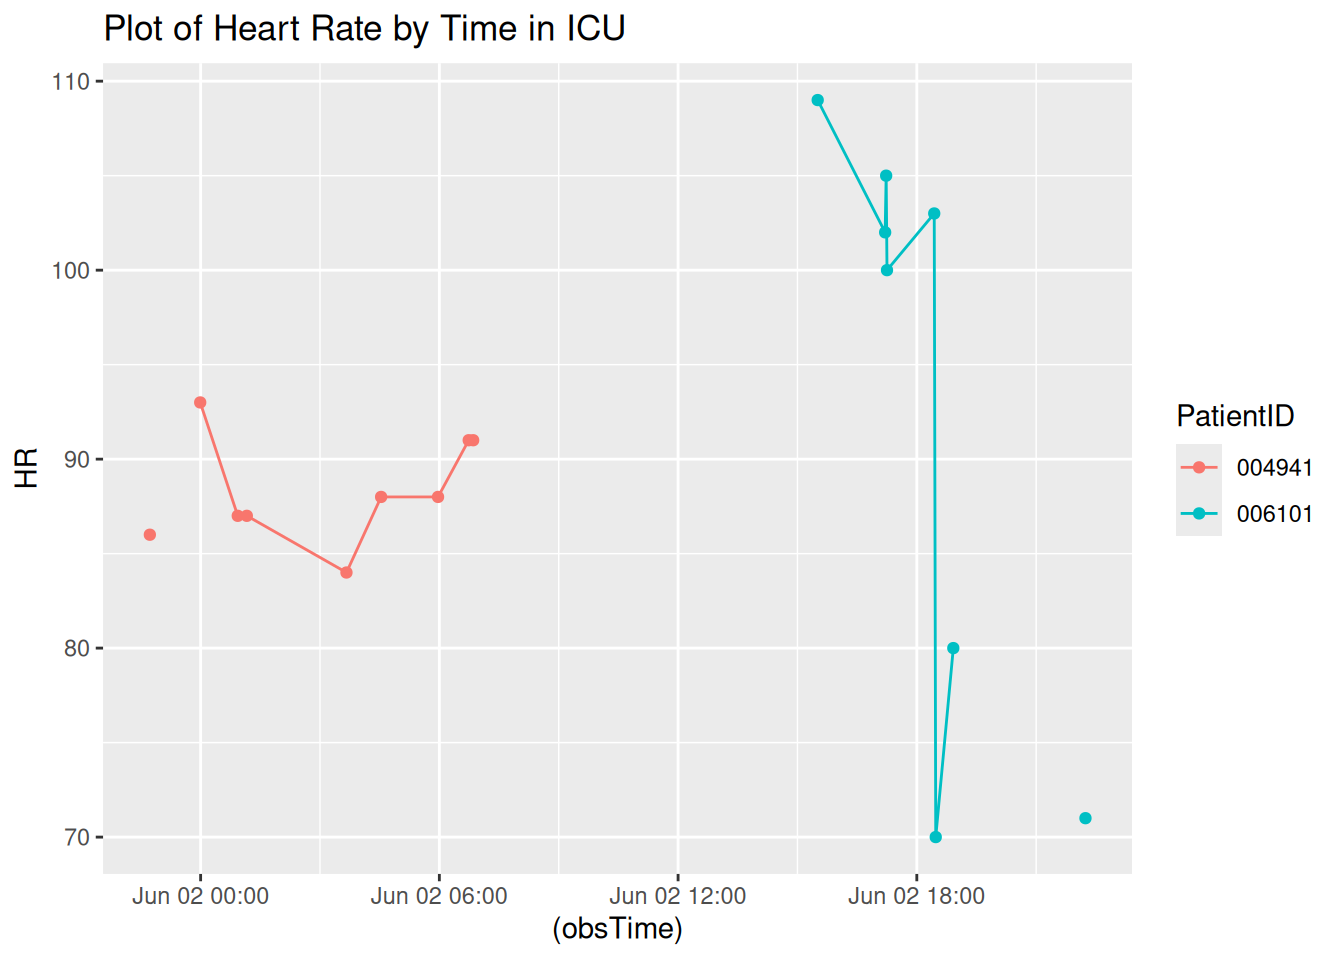 Plot of Heart Rate by Time in ICU
110
100
90
80
70
HR
Jun 02 00:00 Jun 02 06:00 Jun 02 12:00 Jun 02 18:00
(obsTime)
PatientID
004941
006101